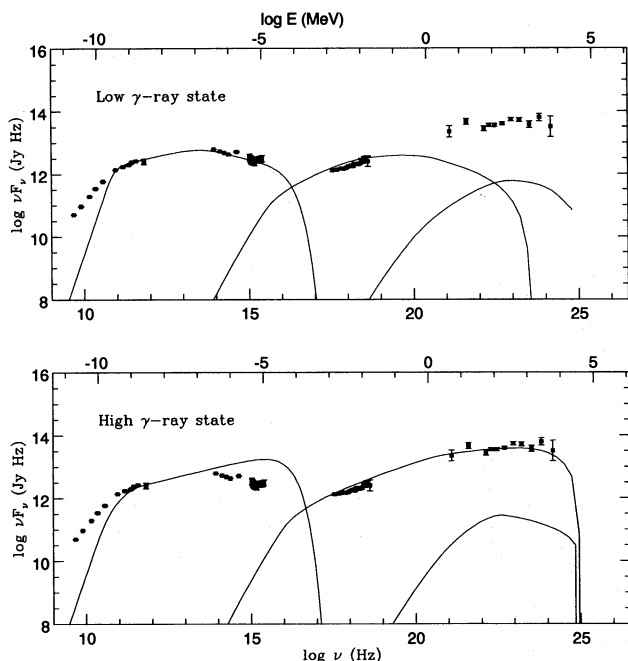 log E (MeV)
-10 -5 0 5
16
14
12
10
8
log νF_ν (Jy Hz)
Low γ-ray state
10 15 20 25
-10 -5 0 5
16
14
12
10
8
log νF_ν (Jy Hz)
High γ-ray state
10 15 20 25
log ν (Hz)